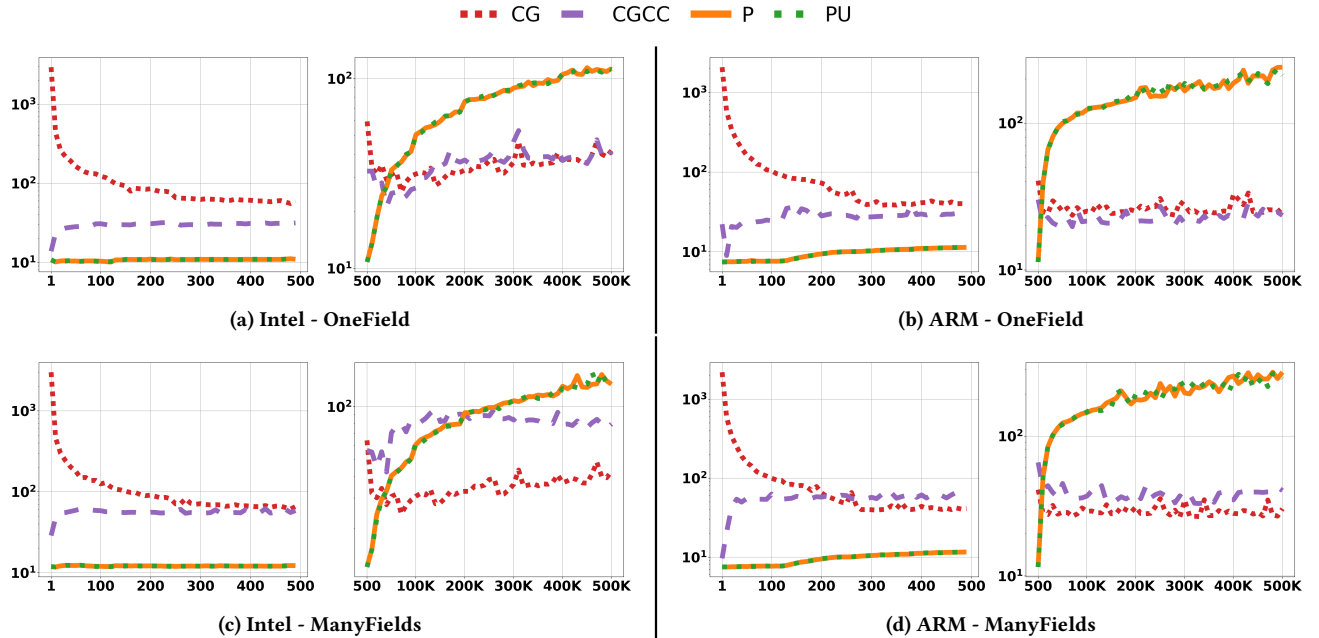 CG CGCC P PU
10³
10²
10¹
1 100 200 300 400 500
10²
10¹
500 100K 200K 300K 400K 500K
(a) Intel - OneField
10³
10²
10¹
1 100 200 300 400 500
10²
10¹
500 100K 200K 300K 400K 500K
(b) ARM - OneField
10³
10²
10¹
1 100 200 300 400 500
10²
500 100K 200K 300K 400K 500K
(c) Intel - ManyFields
10³
10²
10¹
1 100 200 300 400 500
10²
10¹
500 100K 200K 300K 400K 500K
(d) ARM - ManyFields